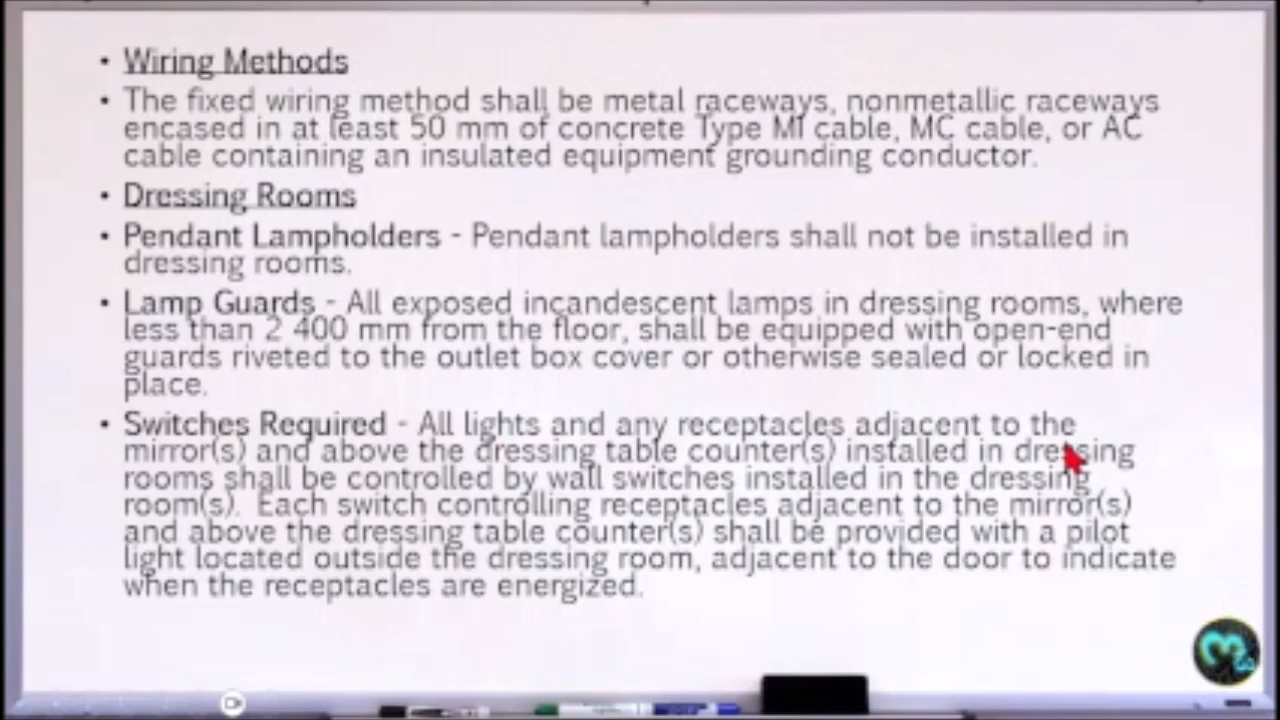 • Wiring Methods
• The fixed wiring method shall be metal raceways, nonmetallic raceways
encased in at least 50 mm of concrete Type MI cable, MC cable, or AC
cable containing an insulated equipment grounding conductor.
• Dressing Rooms
• Pendant Lampholders - Pendant lampholders shall not be installed in
dressing rooms.
• Lamp Guards - All exposed incandescent lamps in dressing rooms, where
less than 2 400 mm from the floor, shall be equipped with open-end
guards riveted to the outlet box cover or otherwise sealed or locked in
place.
• Switches Required - All lights and any receptacles adjacent to the
mirror(s) and above the dressing table counter(s) installed in dressing
rooms shall be controlled by wall switches installed in the dressing
room(s). Each switch controlling receptacles adjacent to the mirror(s)
and above the dressing table counter(s) shall be provided with a pilot
light located outside the dressing room, adjacent to the door to indicate
when the receptacles are energized.